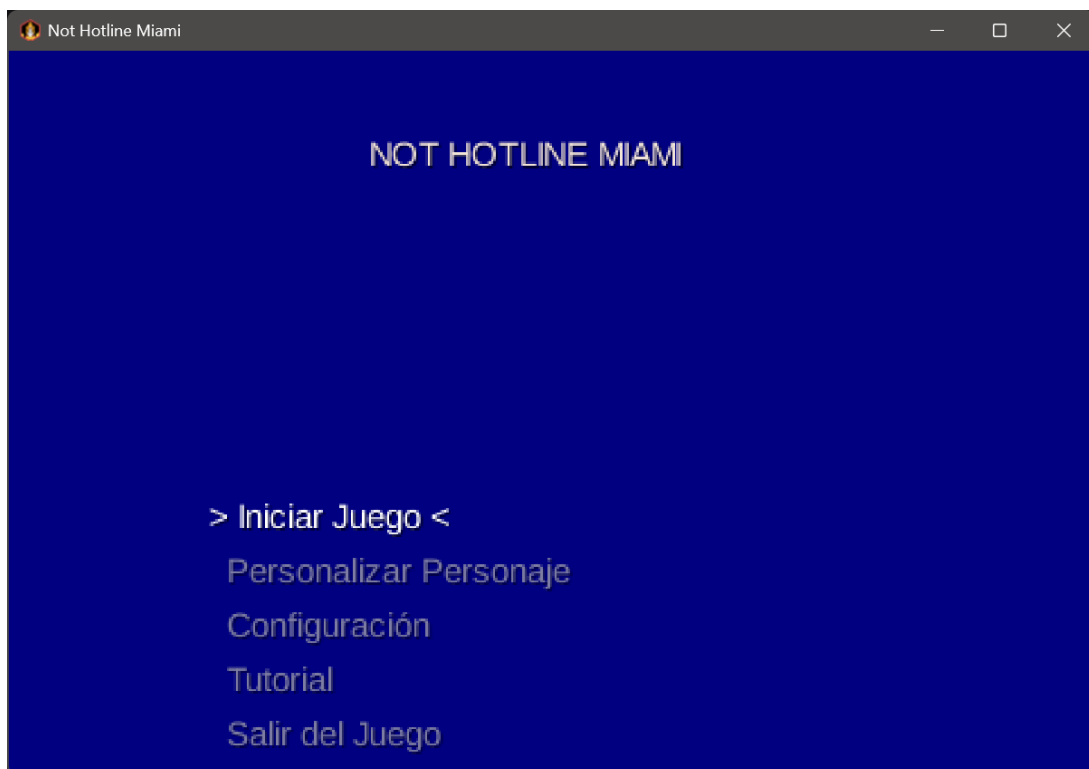 Not Hotline Miami
NOT HOTLINE MIAMI
> Iniciar Juego <
Personalizar Personaje
Configuración
Tutorial
Salir del Juego